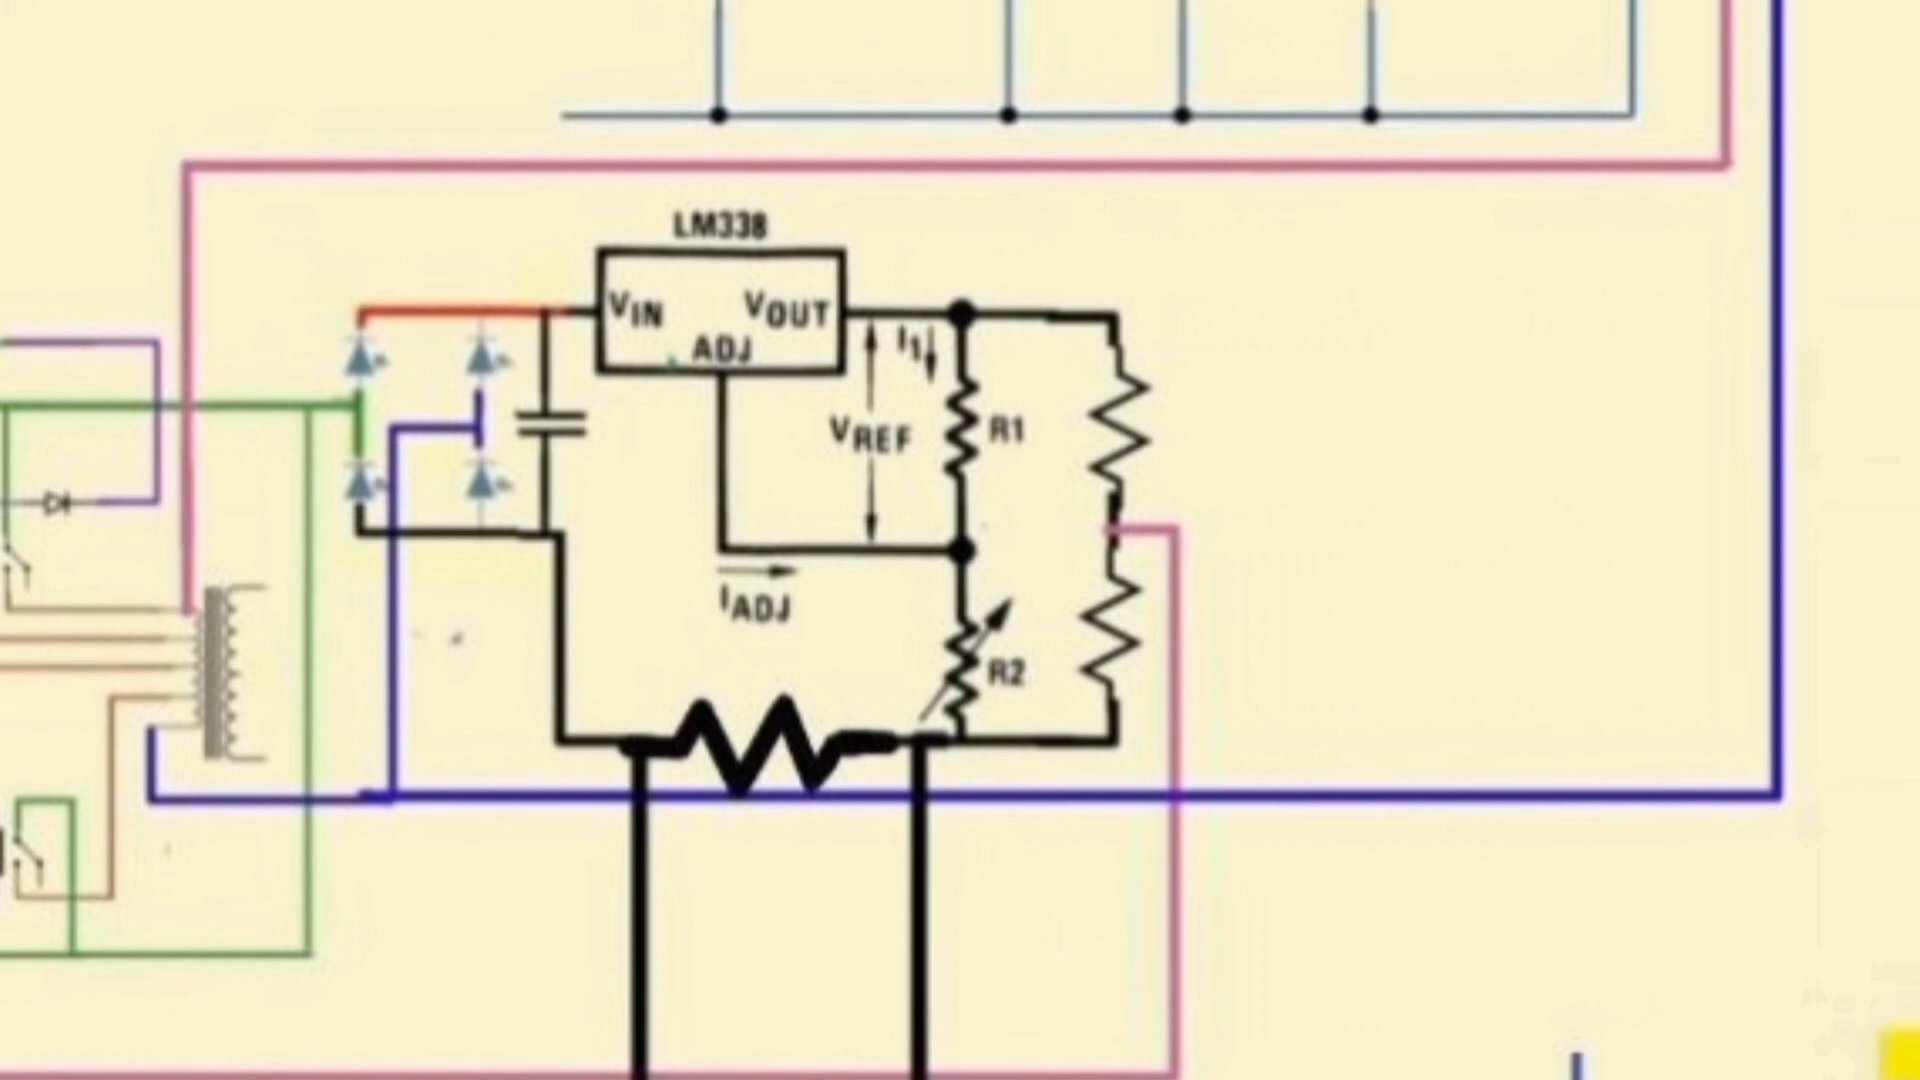 LM338
VIN VOUT
ADJ
I1
VREF
R1
IADJ
R2